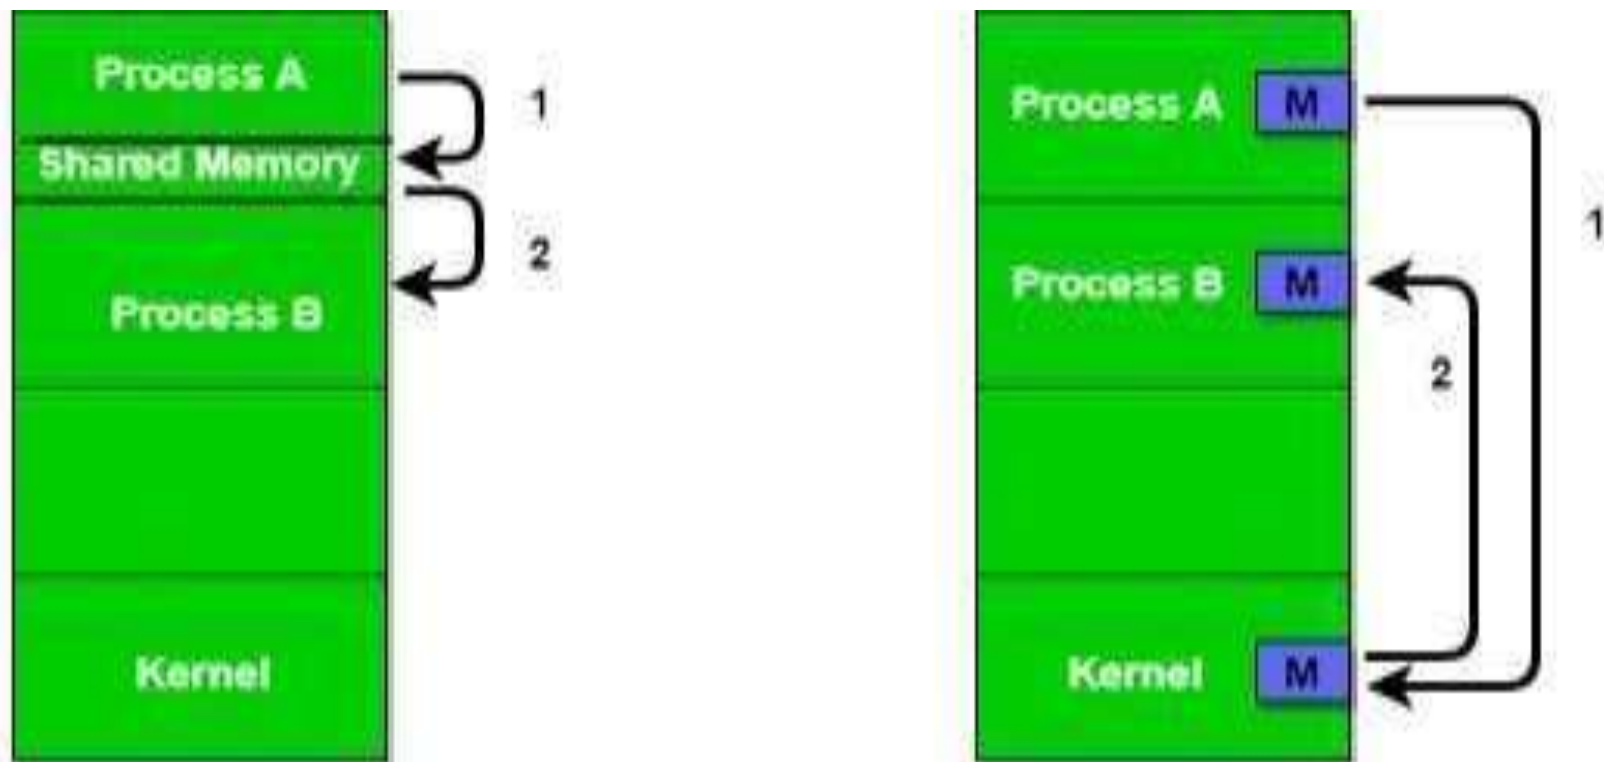 Process A
1
Shared Memory
2
Process B
Kernel
Process A M
1
Process B M
2
Kernel M